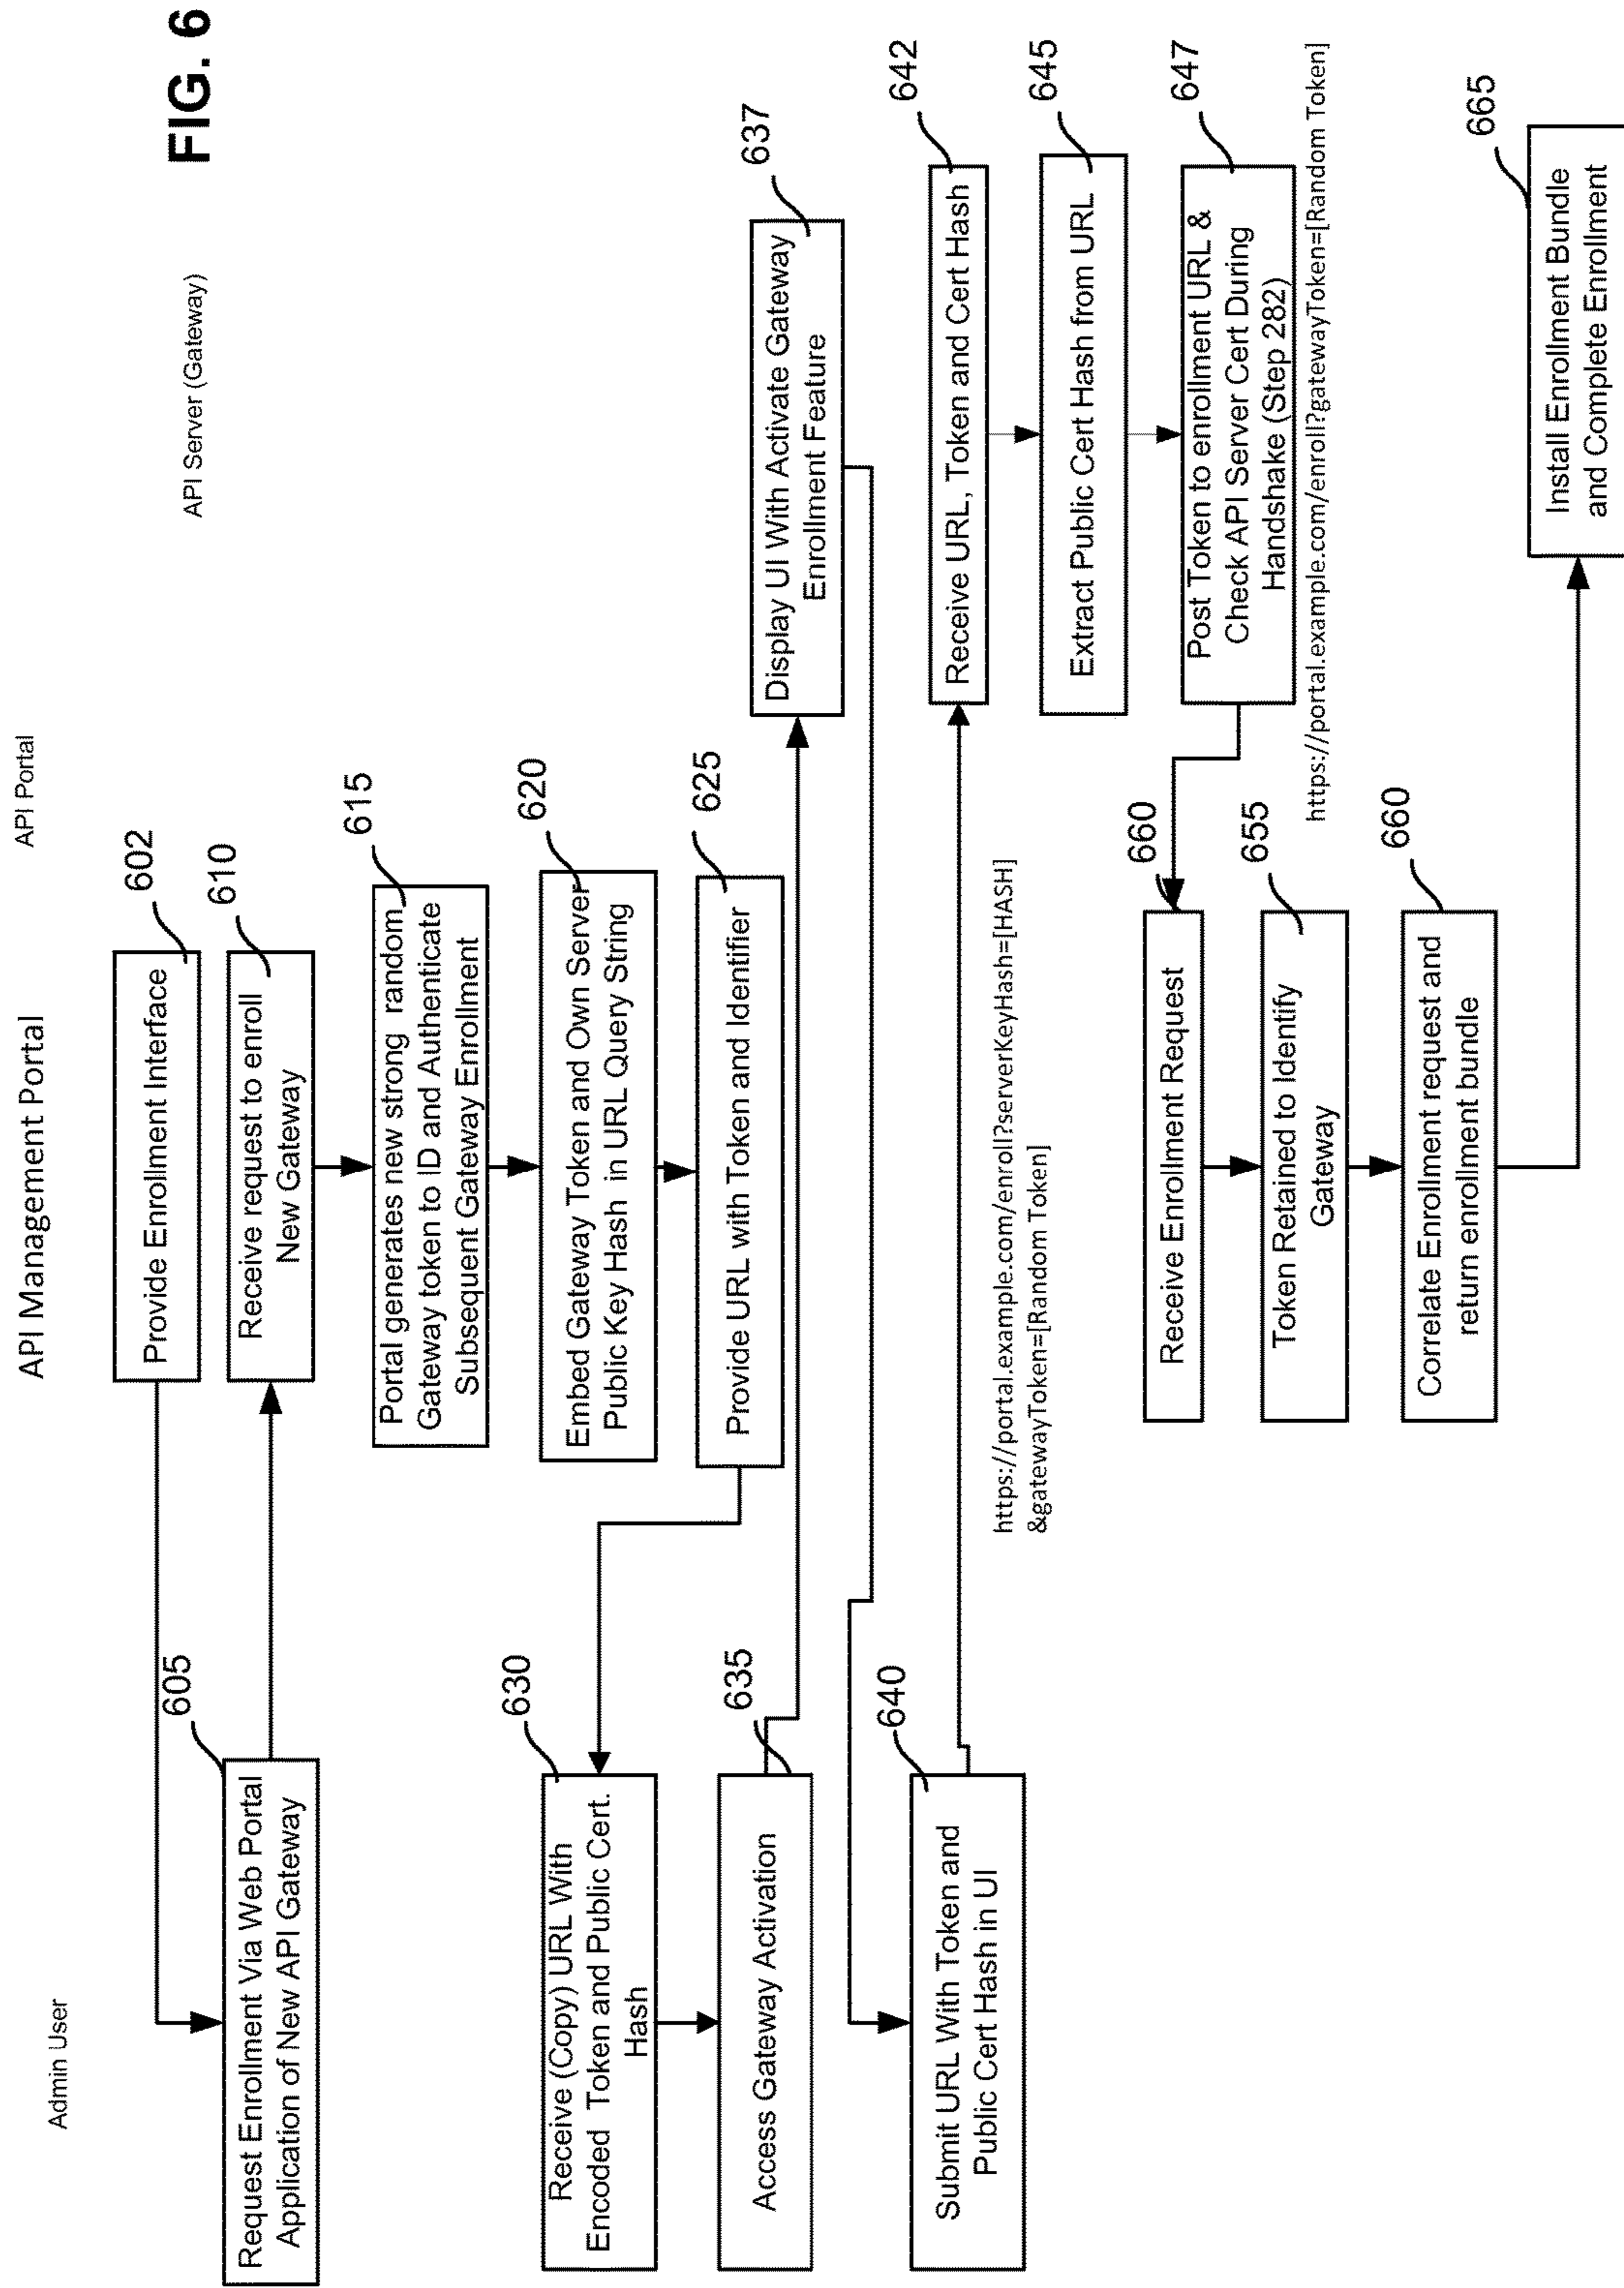 FIG. 6
API Management Portal
Admin User
API Portal
API Server (Gateway)
602
Provide Enrollment Interface
605
Request Enrollment Via Web Portal
Application of New API Gateway
610
Receive request to enroll
New Gateway
615
Portal generates new strong random
Gateway token to ID and Authenticate
Subsequent Gateway Enrollment
620
Embed Gateway Token and Own Server
Public Key Hash in URL Query String
625
Provide URL with Token and Identifier
630
Receive (Copy) URL With
Encoded Token and Public Cert.
Hash
635
Access Gateway Activation
637
Display UI With Activate Gateway
Enrollment Feature
640
Submit URL With Token and
Public Cert Hash in UI
https://portal.example.com/enroll?serverKeyHash=[HASH]
&gatewayToken=[Random Token]
642
Receive URL, Token and Cert Hash
645
Extract Public Cert Hash from URL
647
Post Token to enrollment URL &
Check API Server Cert During
Handshake (Step 282)
https://portal.example.com/enroll?gatewayToken=[Random Token]
660
Receive Enrollment Request
655
Token Retained to Identify
Gateway
660
Correlate Enrollment request and
return enrollment bundle
665
Install Enrollment Bundle
and Complete Enrollment